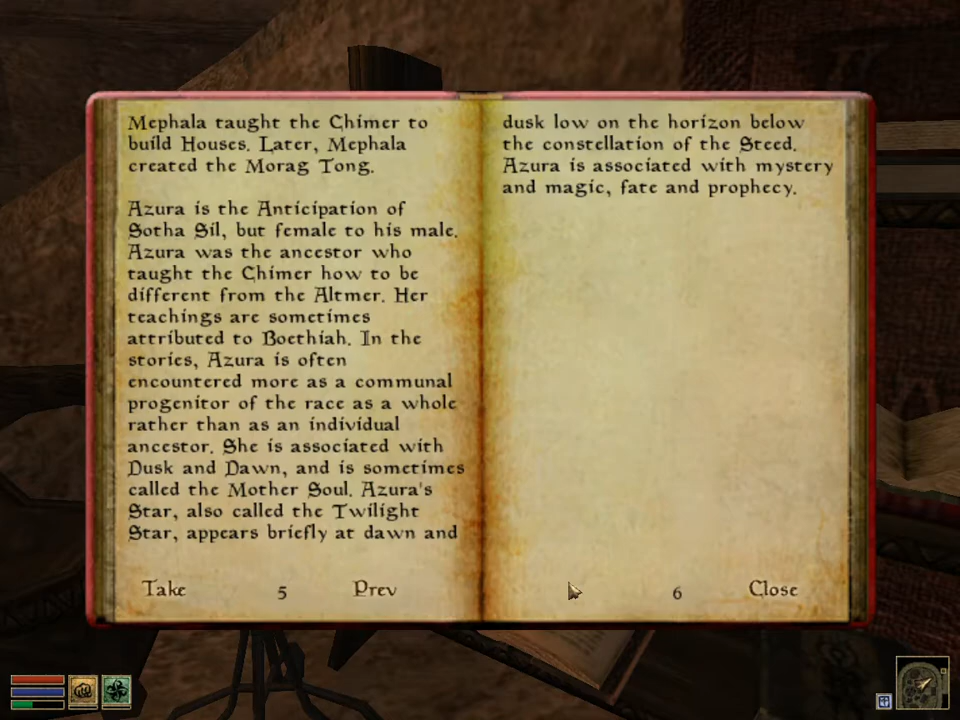 Mephala taught the Chimer to
build Houses. Later, Mephala
created the Morag Tong.
Azura is the Anticipation of
Sotha Sil, but female to his male.
Azura was the ancestor who
taught the Chimer how to be
different from the Altmer. Her
teachings are sometimes
attributed to Boethiah. In the
stories, Azura is often
encountered more as a communal
progenitor of the race as a whole
rather than as an individual
ancestor. She is associated with
Dusk and Dawn, and is sometimes
called the Mother Soul. Azura's
Star, also called the Twilight
Star, appears briefly at dawn and
Take 5 Prev
dusk low on the horizon below
the constellation of the Steed.
Azura is associated with mystery
and magic, fate and prophecy.
6 Close